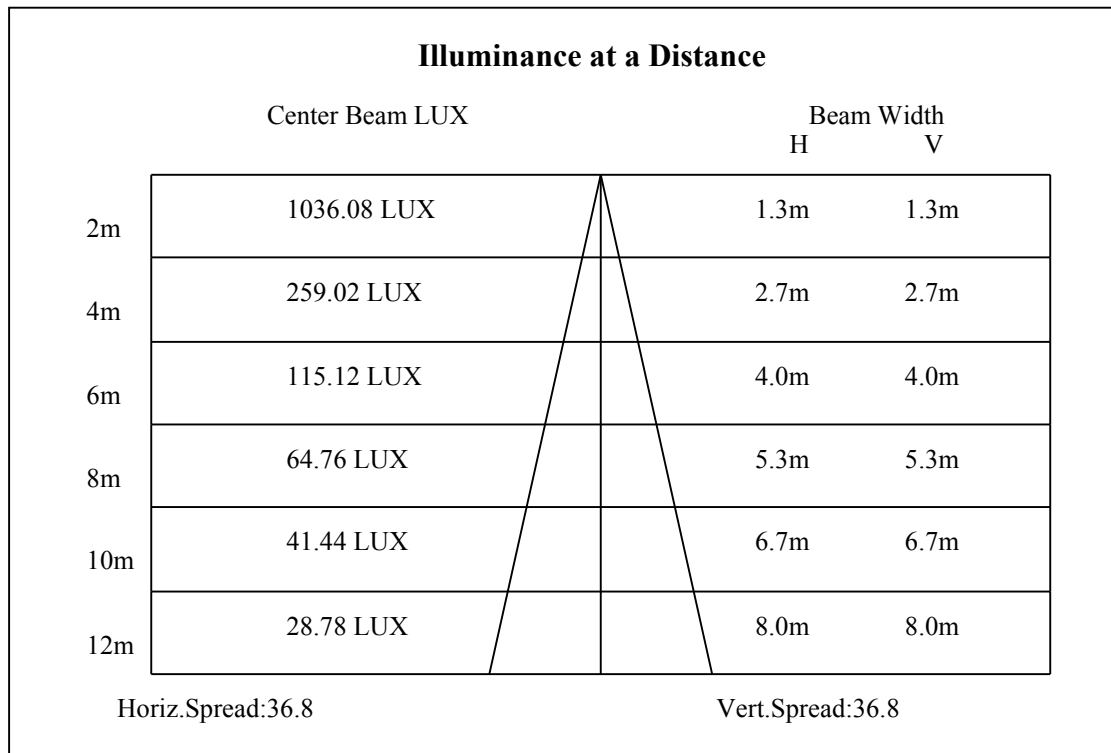 Illuminance at a Distance
Center Beam LUX Beam Width
H V
2m 1036.08 LUX 1.3m 1.3m
4m 259.02 LUX 2.7m 2.7m
6m 115.12 LUX 4.0m 4.0m
8m 64.76 LUX 5.3m 5.3m
10m 41.44 LUX 6.7m 6.7m
12m 28.78 LUX 8.0m 8.0m
Horiz.Spread:36.8 Vert.Spread:36.8